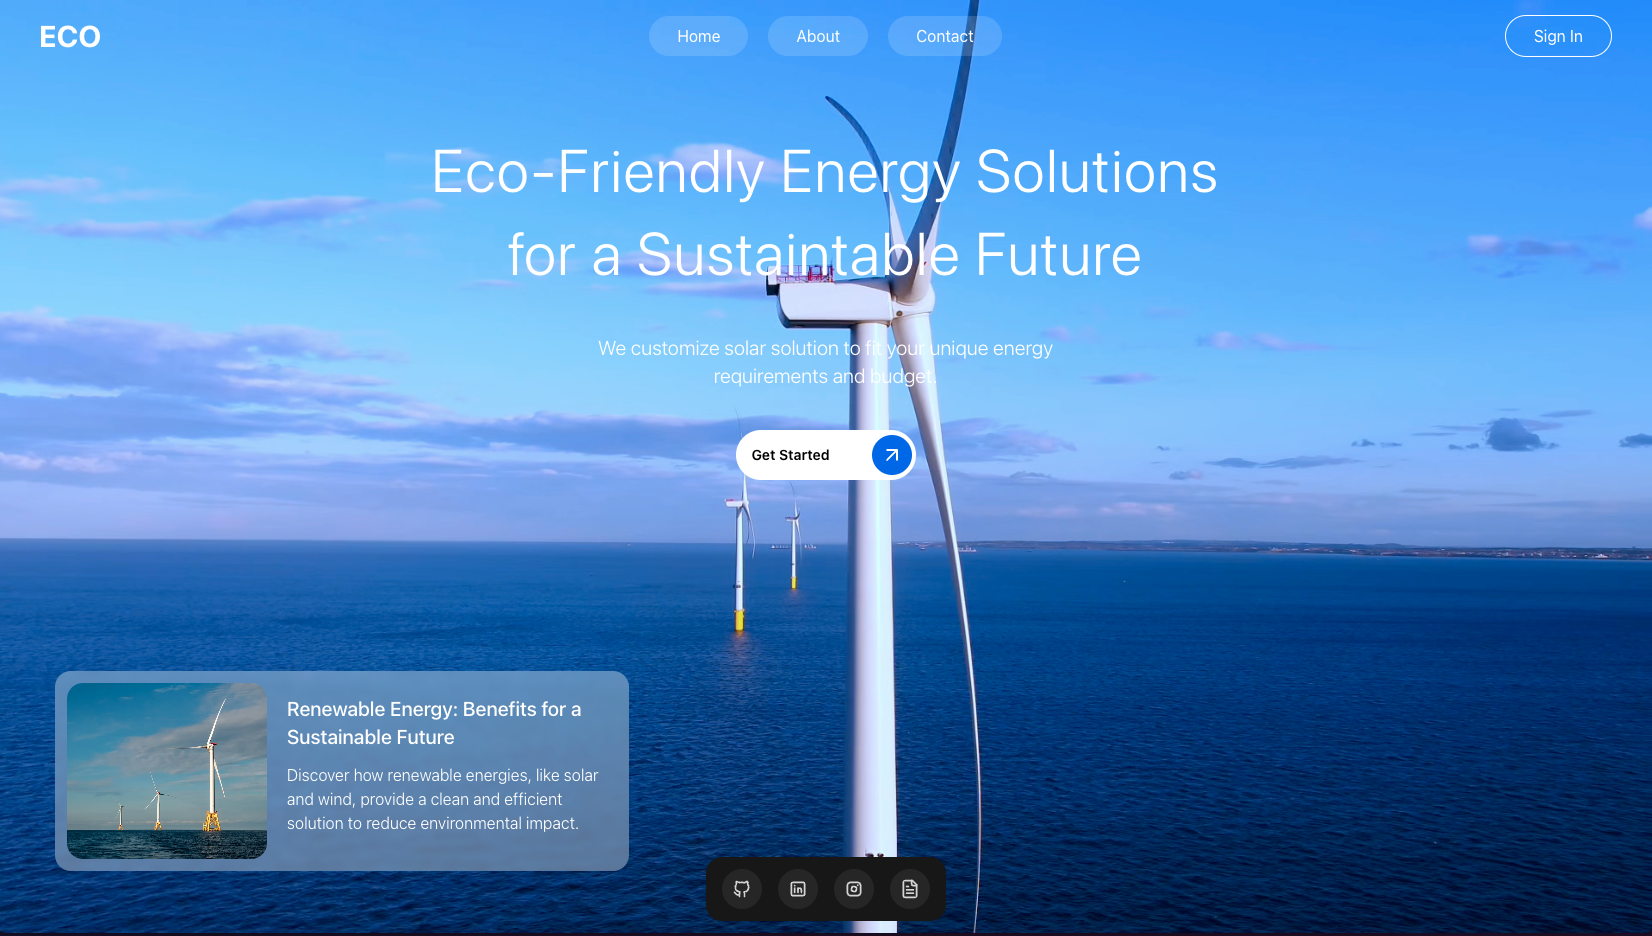 ECO
Home
About
Contact
Sign In
Eco-Friendly Energy Solutions
for a Sustaintable Future
We customize solar solution to fit your unique energy
requirements and budget.
Get Started
Renewable Energy: Benefits for a
Sustainable Future
Discover how renewable energies, like solar
and wind, provide a clean and efficient
solution to reduce environmental impact.